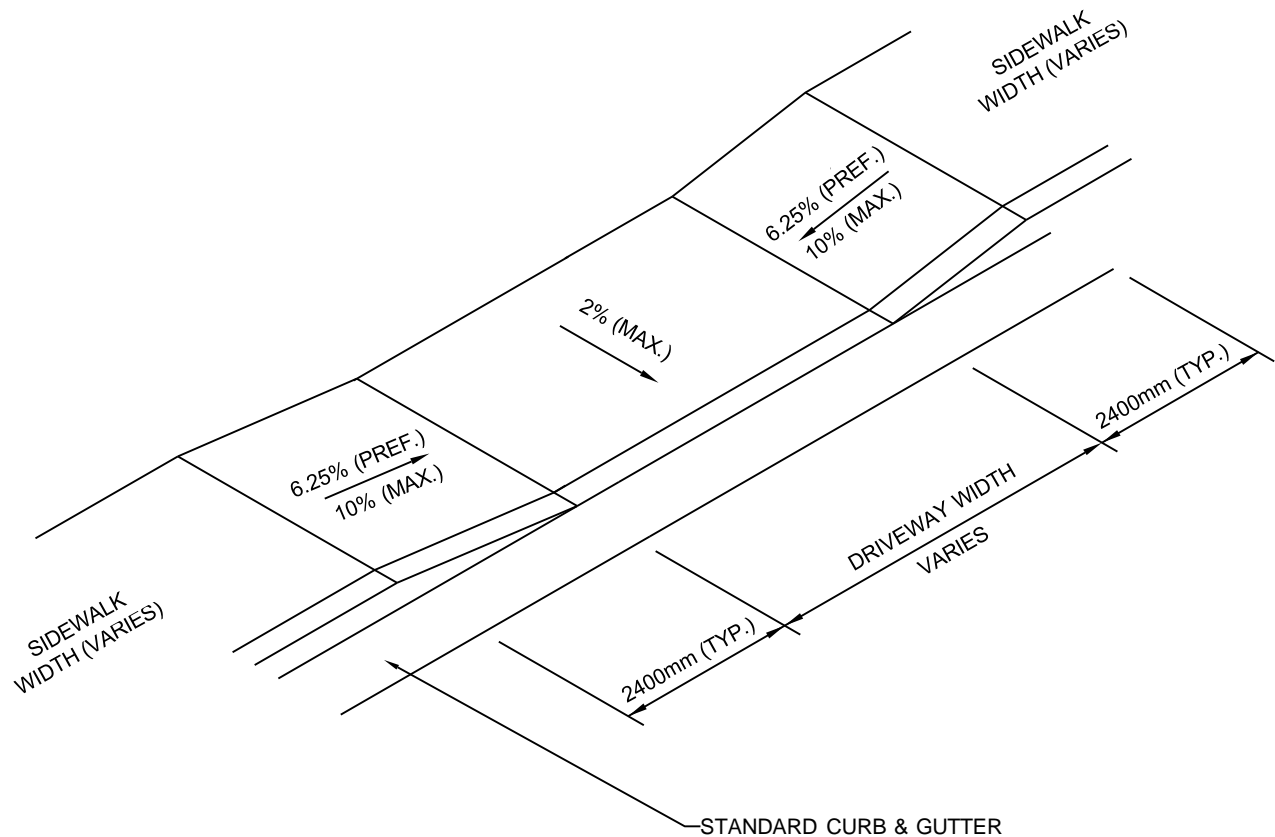 SIDEWALK
WIDTH (VARIES)
6.25% (PREF.)
10% (MAX.)
2% (MAX.)
2400mm (TYP.)
6.25% (PREF.)
10% (MAX.)
DRIVEWAY WIDTH
VARIES
SIDEWALK
WIDTH (VARIES)
2400mm (TYP.)
STANDARD CURB & GUTTER